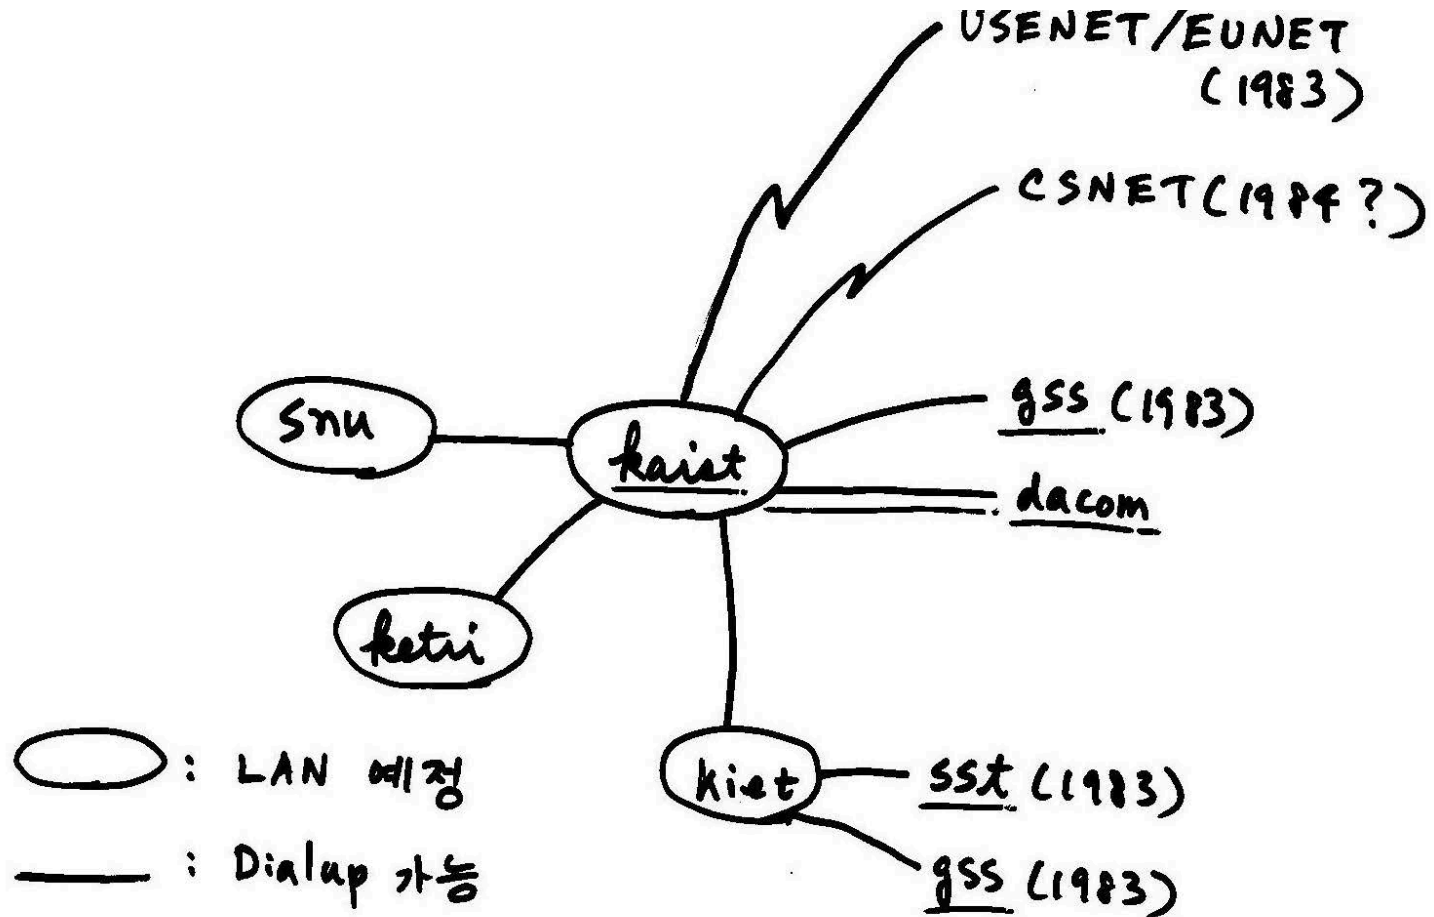 USENET/EUNET
(1983)
CSNET (1984?)
snu
kaist
gss (1983)
dacom
ketri
kiet
sst (1983)
gss (1983)
: LAN 예정
: Dialup 가능